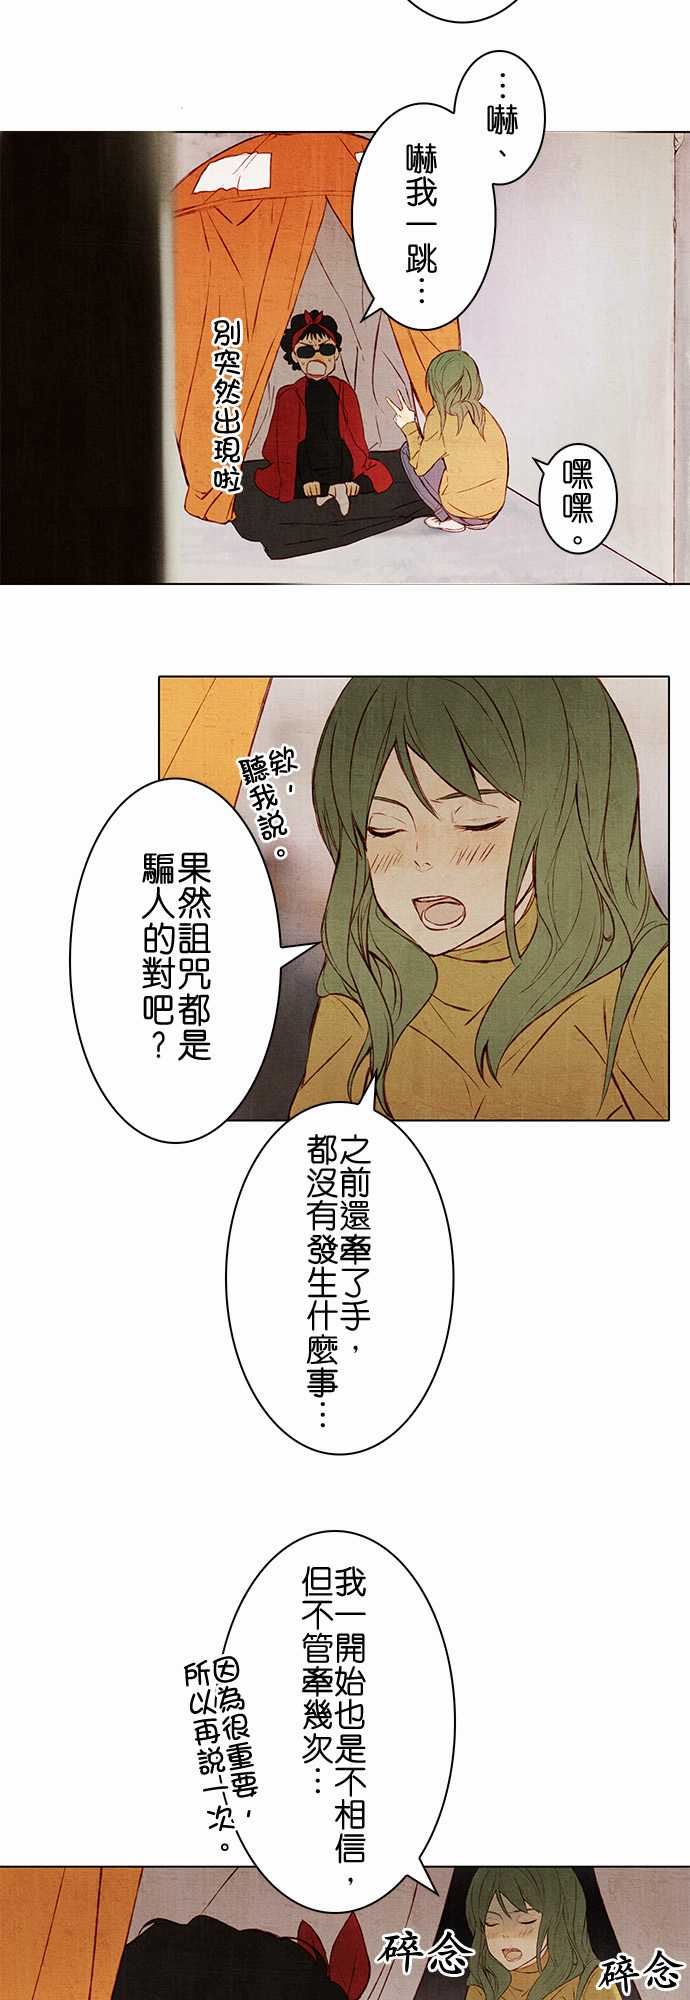 …嚇、
嚇我一跳…
別突然出現啦
嘿嘿。
欸，
聽我說。
果然詛咒都是
騙人的對吧？
之前還牽了手，
都沒有發生什麼事…
我一開始也是不相信，
但不管牽幾次…
因為很重要，
所以再說一次。
碎念
碎念